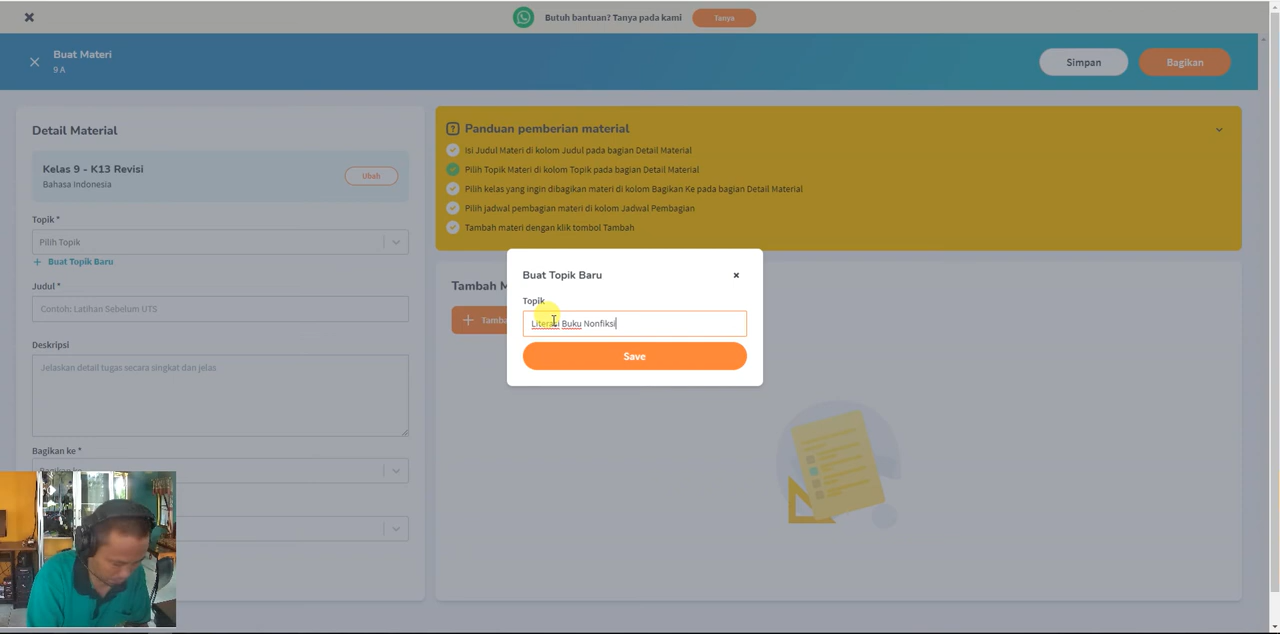 Butuh bantuan? Tanya pada kami
Tanya
Buat Materi
9 A
Simpan
Bagikan
Detail Material
Kelas 9 - K13 Revisi
Bahasa Indonesia
Ubah
Topik *
Pilih Topik
+ Buat Topik Baru
Judul *
Contoh: Latihan Sebelum UTS
Deskripsi
Jelaskan detail tugas secara singkat dan jelas
Bagikan ke *
Panduan pemberian material
Isi Judul Materi di kolom Judul pada bagian Detail Material
Pilih Topik Materi di kolom Topik pada bagian Detail Material
Pilih kelas yang ingin dibagikan materi di kolom Bagikan Ke pada bagian Detail Material
Pilih jadwal pembagian materi di kolom Jadwal Pembagian
Tambah materi dengan klik tombol Tambah
Buat Topik Baru
Topik
Literasi Buku Nonfiksi
Save